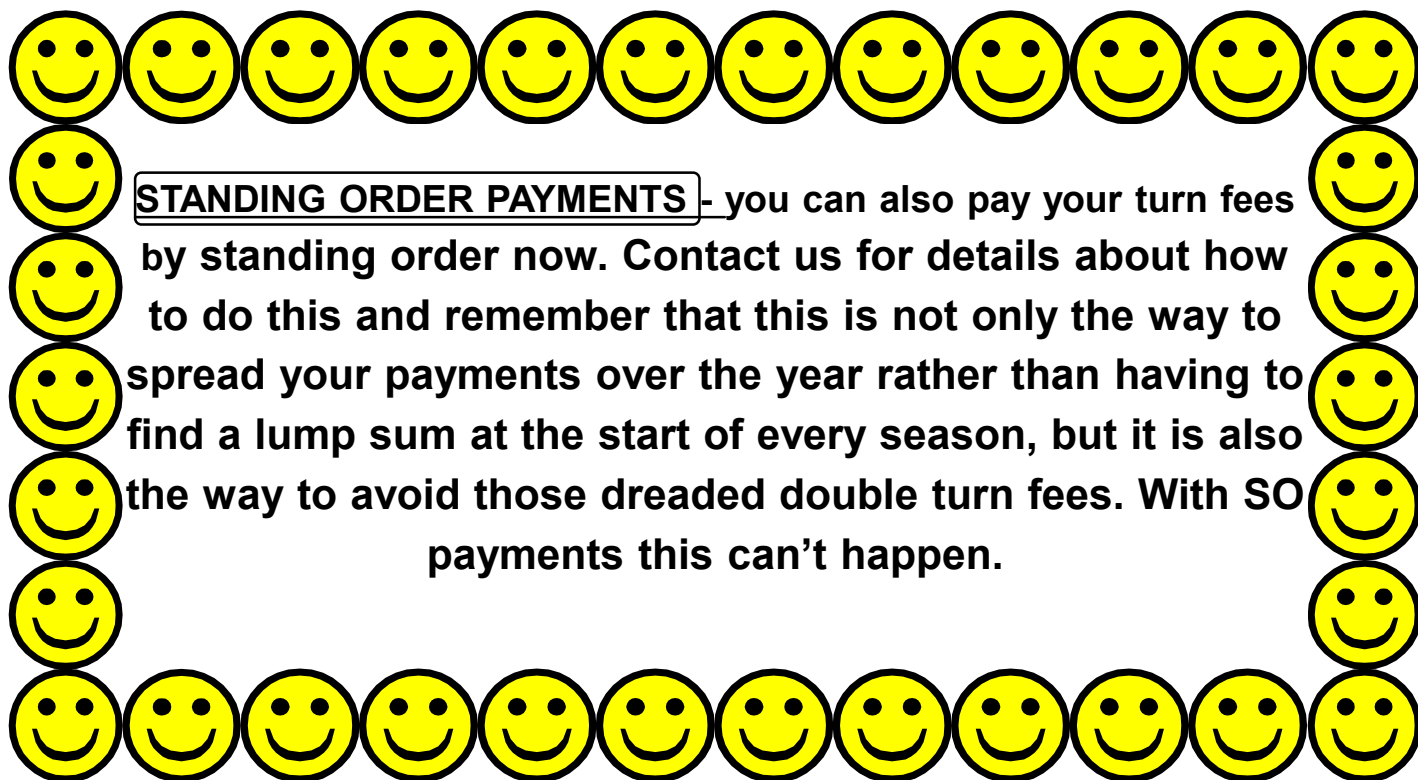 STANDING ORDER PAYMENTS - you can also pay your turn fees
by standing order now. Contact us for details about how
to do this and remember that this is not only the way to
spread your payments over the year rather than having to
find a lump sum at the start of every season, but it is also
the way to avoid those dreaded double turn fees. With SO
payments this can’t happen.